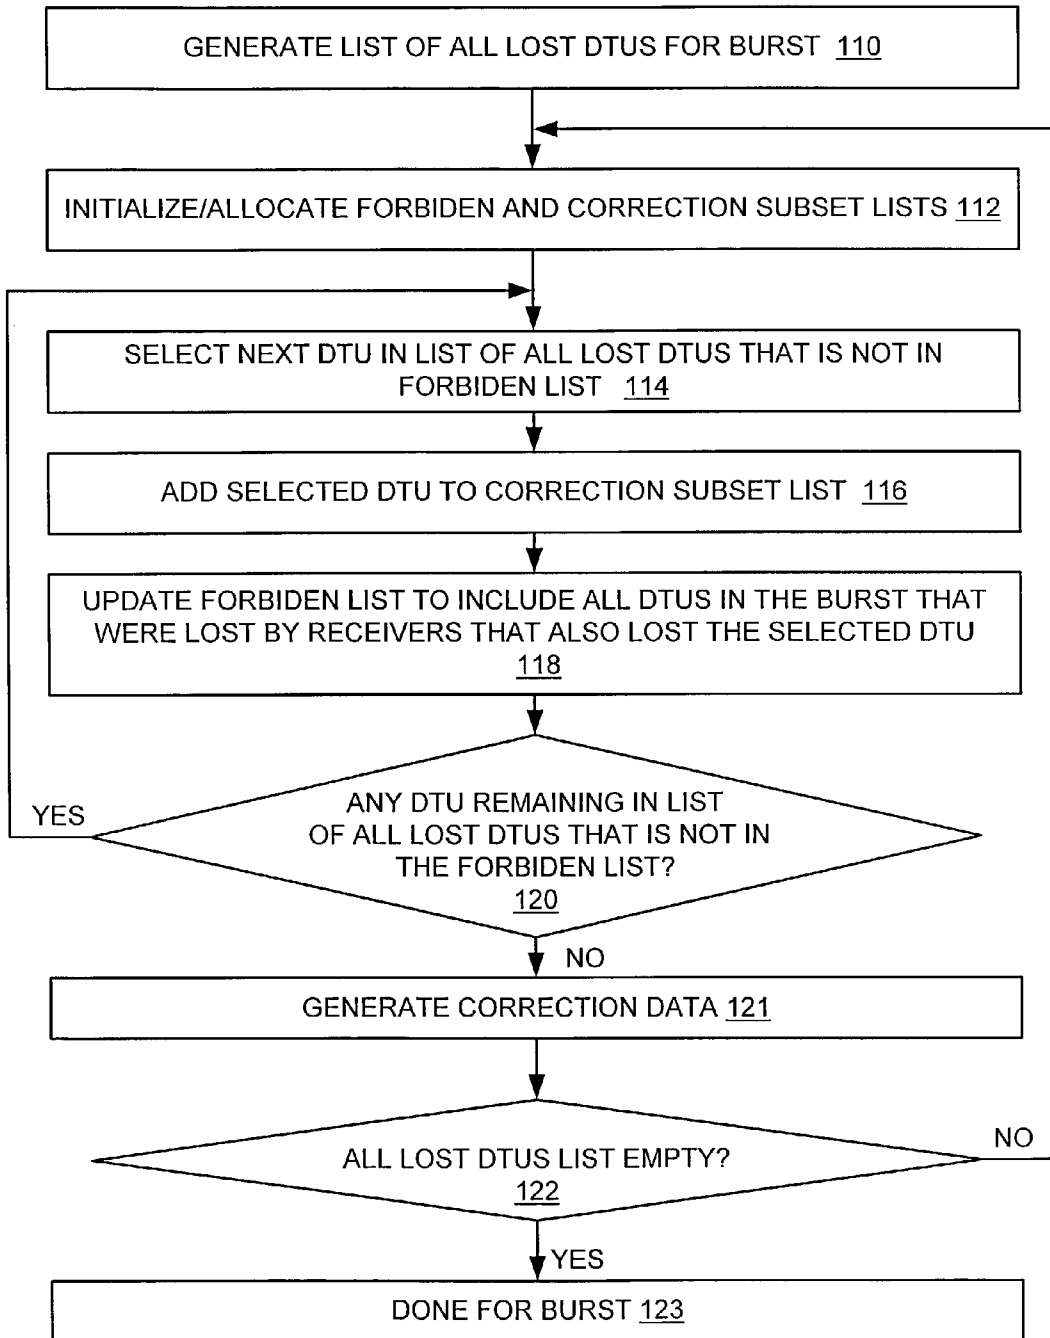 GENERATE LIST OF ALL LOST DTUS FOR BURST 110
INITIALIZE/ALLOCATE FORBIDEN AND CORRECTION SUBSET LISTS 112
SELECT NEXT DTU IN LIST OF ALL LOST DTUS THAT IS NOT IN
FORBIDEN LIST 114
ADD SELECTED DTU TO CORRECTION SUBSET LIST 116
UPDATE FORBIDEN LIST TO INCLUDE ALL DTUS IN THE BURST THAT
WERE LOST BY RECEIVERS THAT ALSO LOST THE SELECTED DTU
118
YES
ANY DTU REMAINING IN LIST
OF ALL LOST DTUS THAT IS NOT IN
THE FORBIDEN LIST?
120
NO
GENERATE CORRECTION DATA 121
ALL LOST DTUS LIST EMPTY?
122
NO
YES
DONE FOR BURST 123